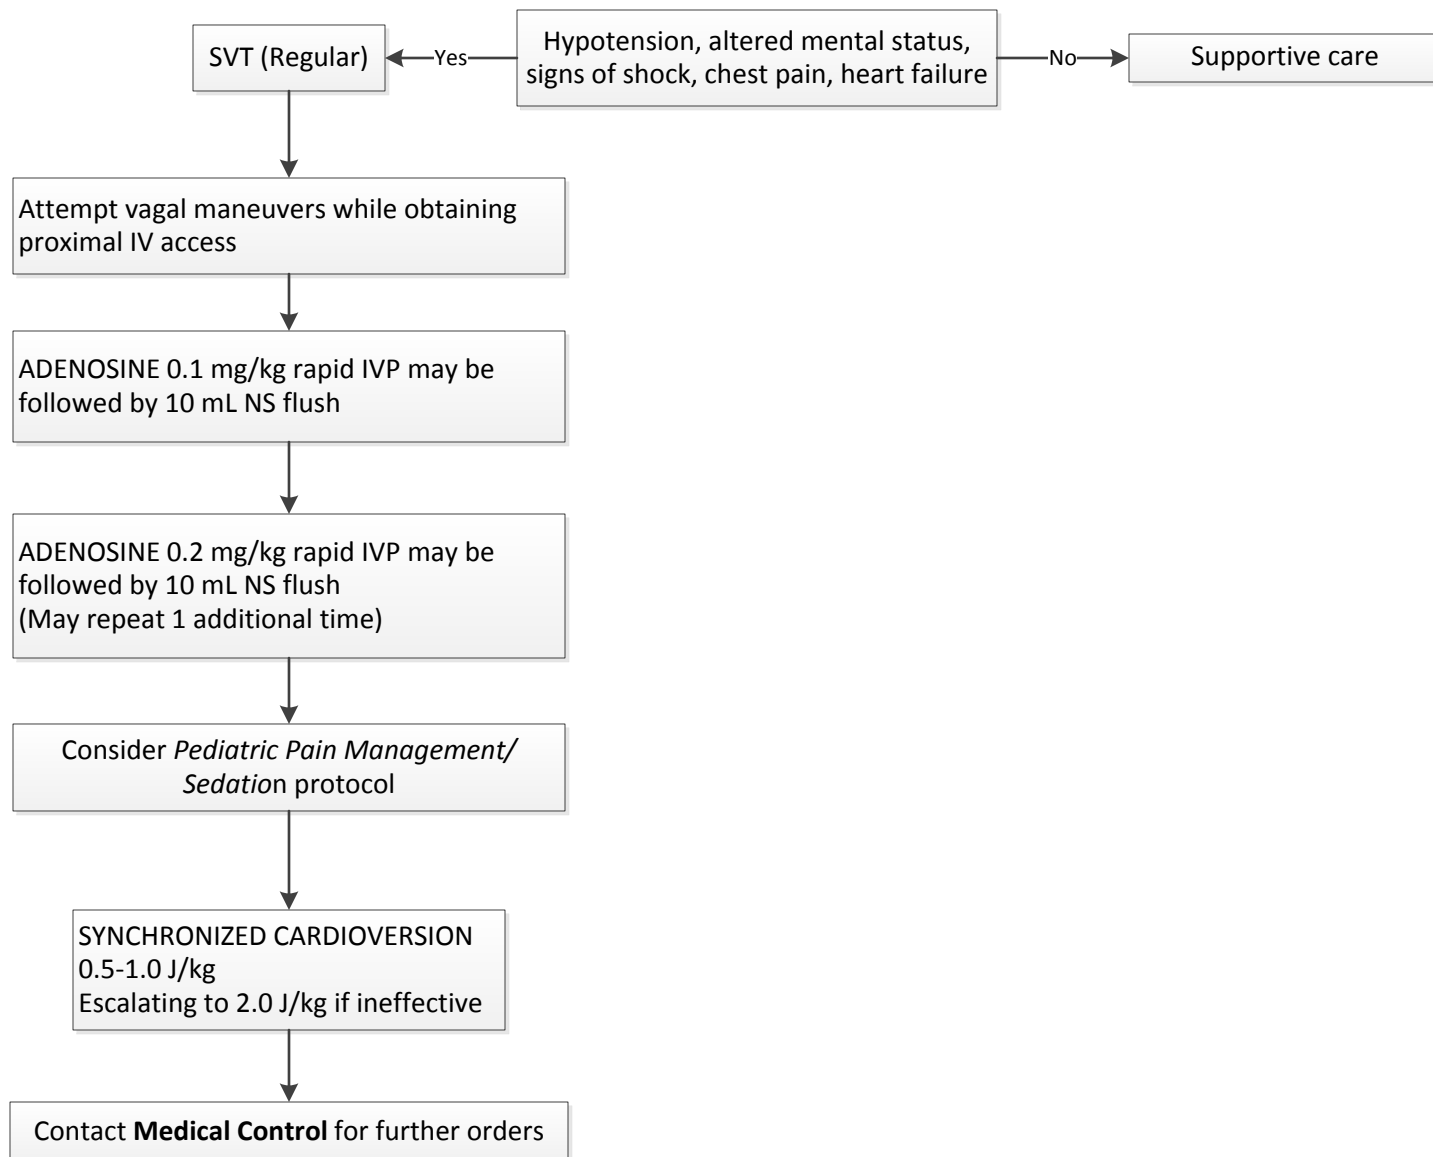 SVT (Regular)
Yes
Hypotension, altered mental status,
signs of shock, chest pain, heart failure
No
Supportive care
Attempt vagal maneuvers while obtaining
proximal IV access
ADENOSINE 0.1 mg/kg rapid IVP may be
followed by 10 mL NS flush
ADENOSINE 0.2 mg/kg rapid IVP may be
followed by 10 mL NS flush
(May repeat 1 additional time)
Consider Pediatric Pain Management/
Sedation protocol
SYNCHRONIZED CARDIOVERSION
0.5-1.0 J/kg
Escalating to 2.0 J/kg if ineffective
Contact Medical Control for further orders